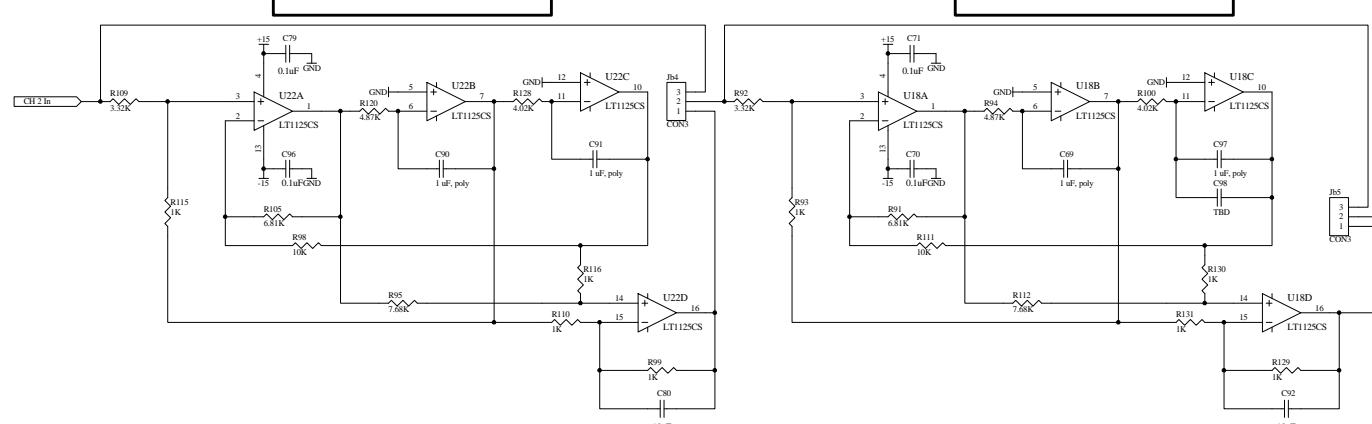 CH 2 In
R109
3.32K
+15
C79
0.1uF
GND
4
U22A
3
1
2
LT1125CS
13
C96
-15
0.1uF
GND
R115
1K
R105
6.81K
R98
10K
R120
4.87K
GND
5
U22B
6
7
LT1125CS
C90
1 uF, poly
R128
4.02K
GND
12
U22C
11
10
LT1125CS
C91
1 uF, poly
R116
1K
R95
7.68K
R110
1K
14
U22D
15
16
LT1125CS
R99
1K
C80
Jb4
3
2
1
CON3
R92
3.32K
+15
C71
0.1uF
GND
4
U18A
3
1
2
LT1125CS
13
C70
-15
0.1uF
GND
R93
1K
R91
6.81K
R111
10K
R94
4.87K
GND
5
U18B
6
7
LT1125CS
C69
1 uF, poly
R100
4.02K
GND
12
U18C
11
10
LT1125CS
C97
1 uF, poly
C98
TBD
R130
1K
R112
7.68K
R131
1K
14
U18D
15
16
LT1125CS
R129
1K
C92
Jb5
3
2
1
CON3